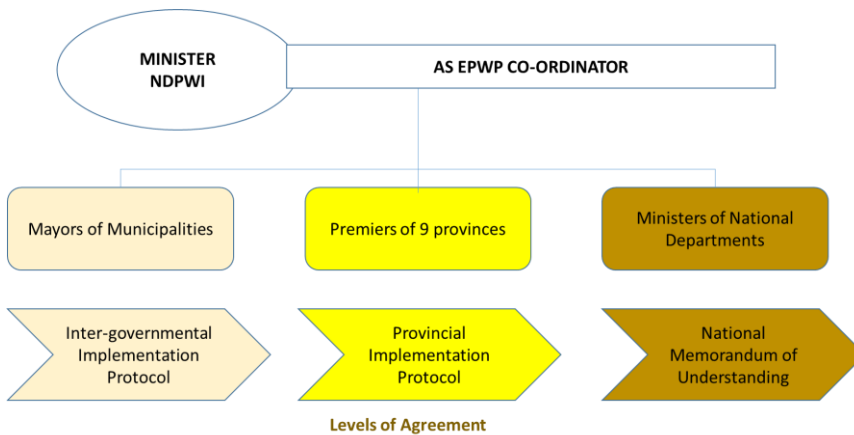 MINISTER
NDPWI
AS EPWP CO-ORDINATOR
Mayors of Municipalities
Premiers of 9 provinces
Ministers of National
Departments
Inter-governmental
Implementation
Protocol
Provincial
Implementation
Protocol
National
Memorandum of
Understanding
Levels of Agreement